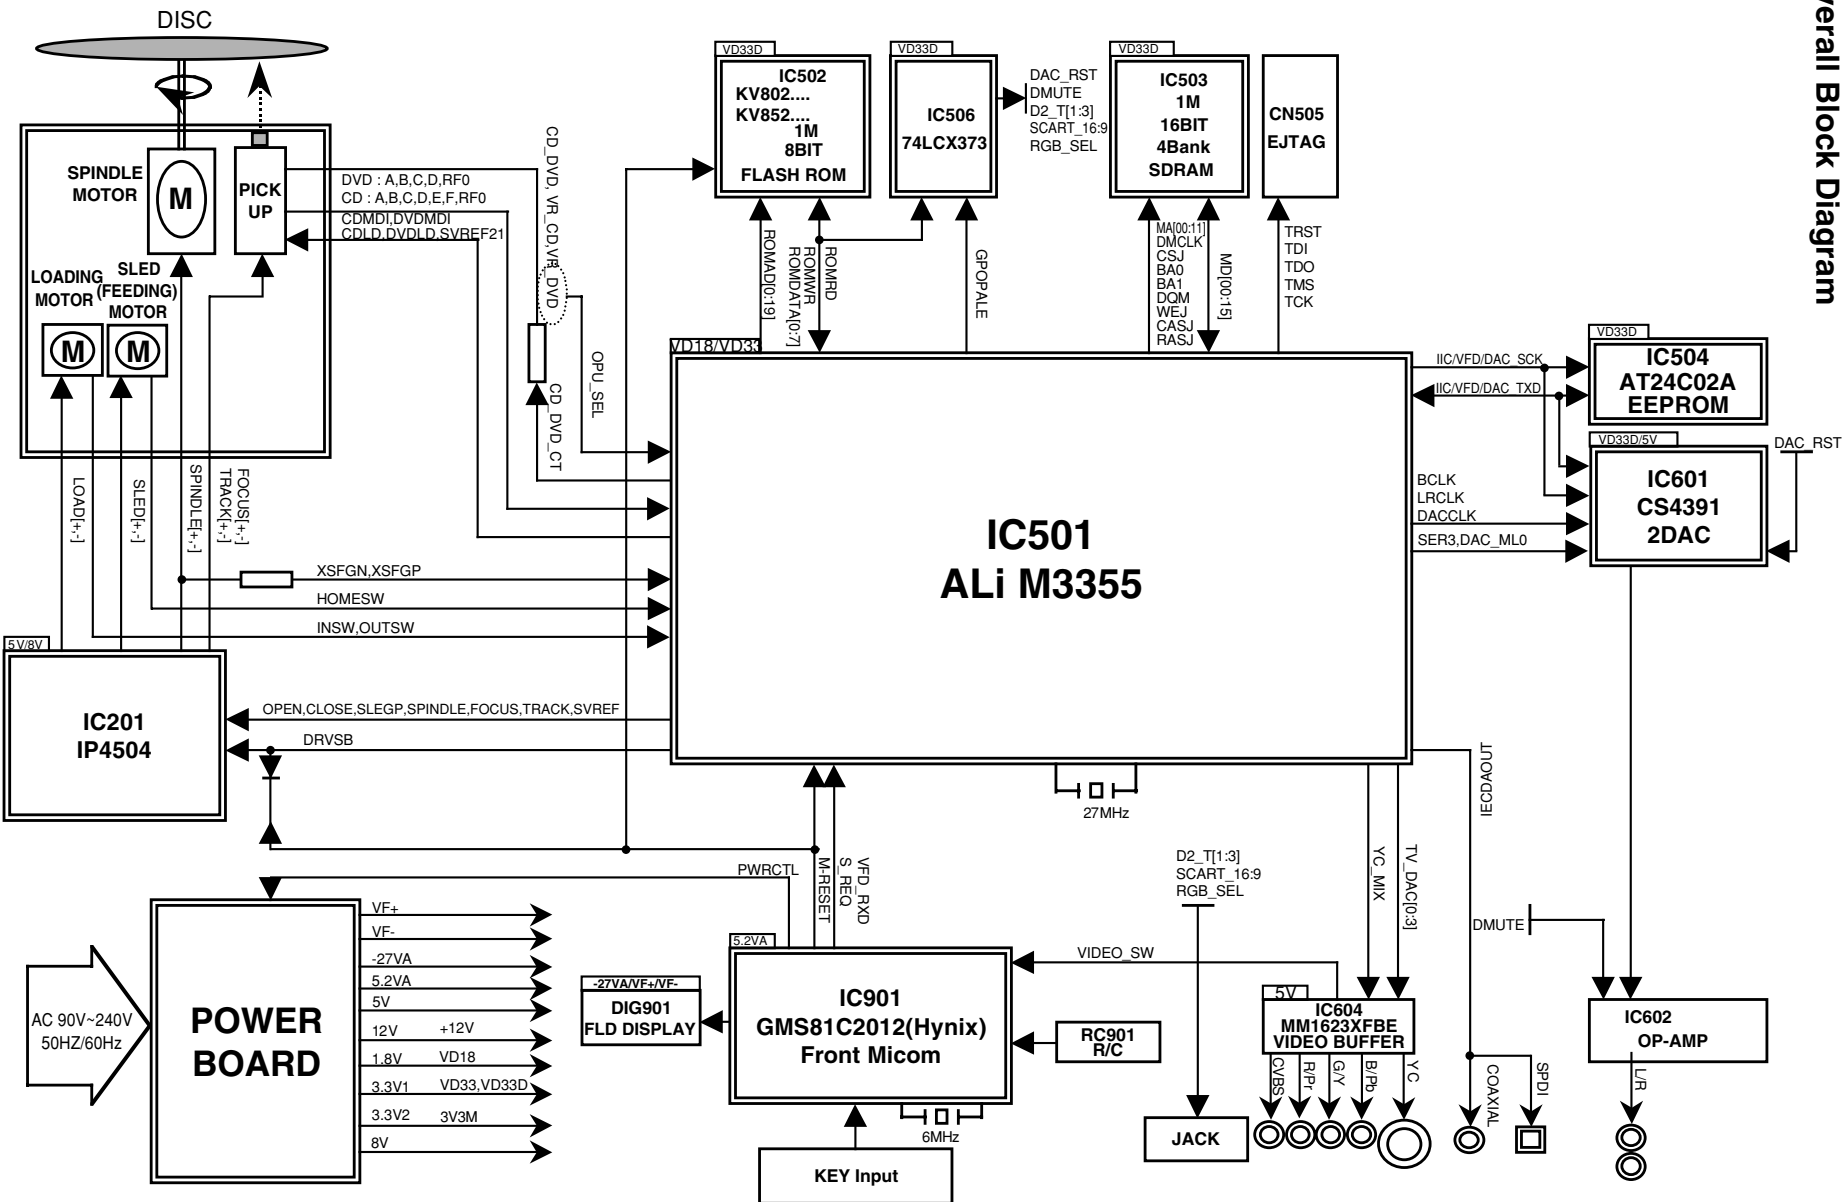 verall Block Diagram
DISC
SPINDLE
MOTOR
M
PICK
UP
LOADING
MOTOR
SLED
(FEEDING)
MOTOR
M
M
DVD : A,B,C,D,RF0
CD : A,B,C,D,E,F,RF0
CDMDI,DVDMDI
CDLD,DVDLD,SVREF21
CD_DVD, VR_CD,VR_DVD
OPU_SEL
CD_DVD_CT
LOAD[+,-]
SLED[+,-]
SPINDLE[+,-]
FOCUS[+,-]
TRACK[+,-]
XSFGN,XSFGP
HOMESW
INSW,OUTSW
5V/8V
IC201
IP4504
OPEN,CLOSE,SLEGP,SPINDLE,FOCUS,TRACK,SVREF
DRVSB
VD33D
IC502
KV802....
KV852....
1M
8BIT
FLASH ROM
VD33D
IC506
74LCX373
DAC_RST
DMUTE
D2_T[1:3]
SCART_16:9
RGB_SEL
VD33D
IC503
1M
16BIT
4Bank
SDRAM
CN505
EJTAG
ROMAD[0:19]
ROMRD
ROMWR
ROMDATA[0:7]
GPOPALE
MA[00:11]
DMCLK
CSJ
BA0
BA1
DQM
WEJ
CASJ
RASJ
MD[00:15]
TRST
TDI
TDO
TMS
TCK
VD18/VD33
IC501
ALi M3355
27MHz
IIC/VFD/DAC_SCK
IIC/VFD/DAC_TXD
VD33D
IC504
AT24C02A
EEPROM
VD33D/5V
IC601
CS4391
2DAC
DAC_RST
BCLK
LRCLK
DACCLK
SER3,DAC_ML0
IECDAOUT
PWRCTL
M-RESET
S_REQ
VFD_RXD
D2_T[1:3]
SCART_16:9
RGB_SEL
YC_MIX
TV_DAC[0:3]
DMUTE
AC 90V~240V
50HZ/60Hz
POWER
BOARD
VF+
VF-
-27VA
5.2VA
5V
12V +12V
1.8V VD18
3.3V1 VD33,VD33D
3.3V2 3V3M
8V
-27VA/VF+/VF-
DIG901
FLD DISPLAY
5.2VA
IC901
GMS81C2012(Hynix)
Front Micom
6MHz
KEY Input
VIDEO_SW
RC901
R/C
JACK
5V
IC604
MM1623XFBE
VIDEO BUFFER
CVBS
R/Pr
G/Y
B/Pb
YC
COAXIAL
SPDI
IC602
OP-AMP
L/R